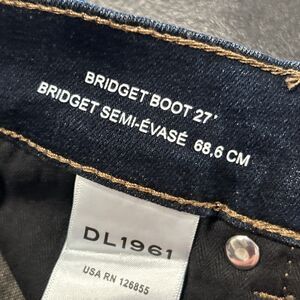 BRIDGET BOOT 27'
BRIDGET SEMI-ÉVASÉ 68,6 CM
DL1961
USA RN 126855